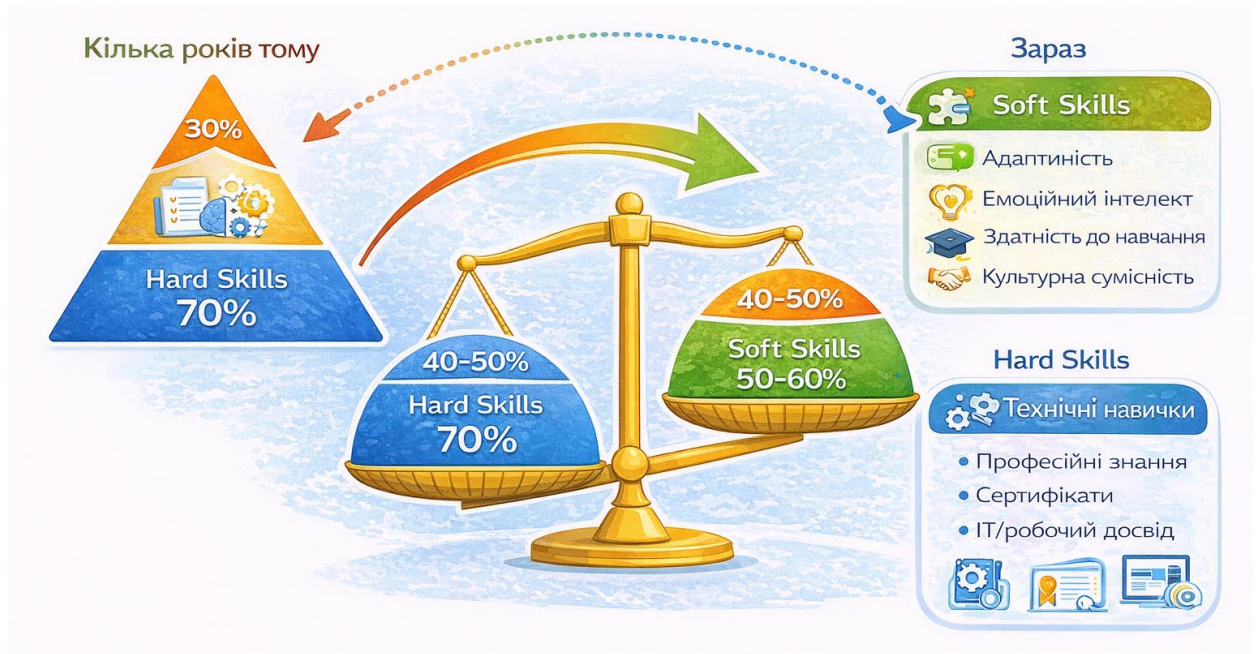 Кілька років тому
30%
Hard Skills
70%
40-50%
Hard Skills
70%
40-50%
Soft Skills
50-60%
Зараз
Soft Skills
Адаптиність
Емоційний інтелект
Здатність до навчання
Культурна сумісність
Hard Skills
Технічні навички
• Професійні знання
• Сертифікати
• ІТ/робочий досвід